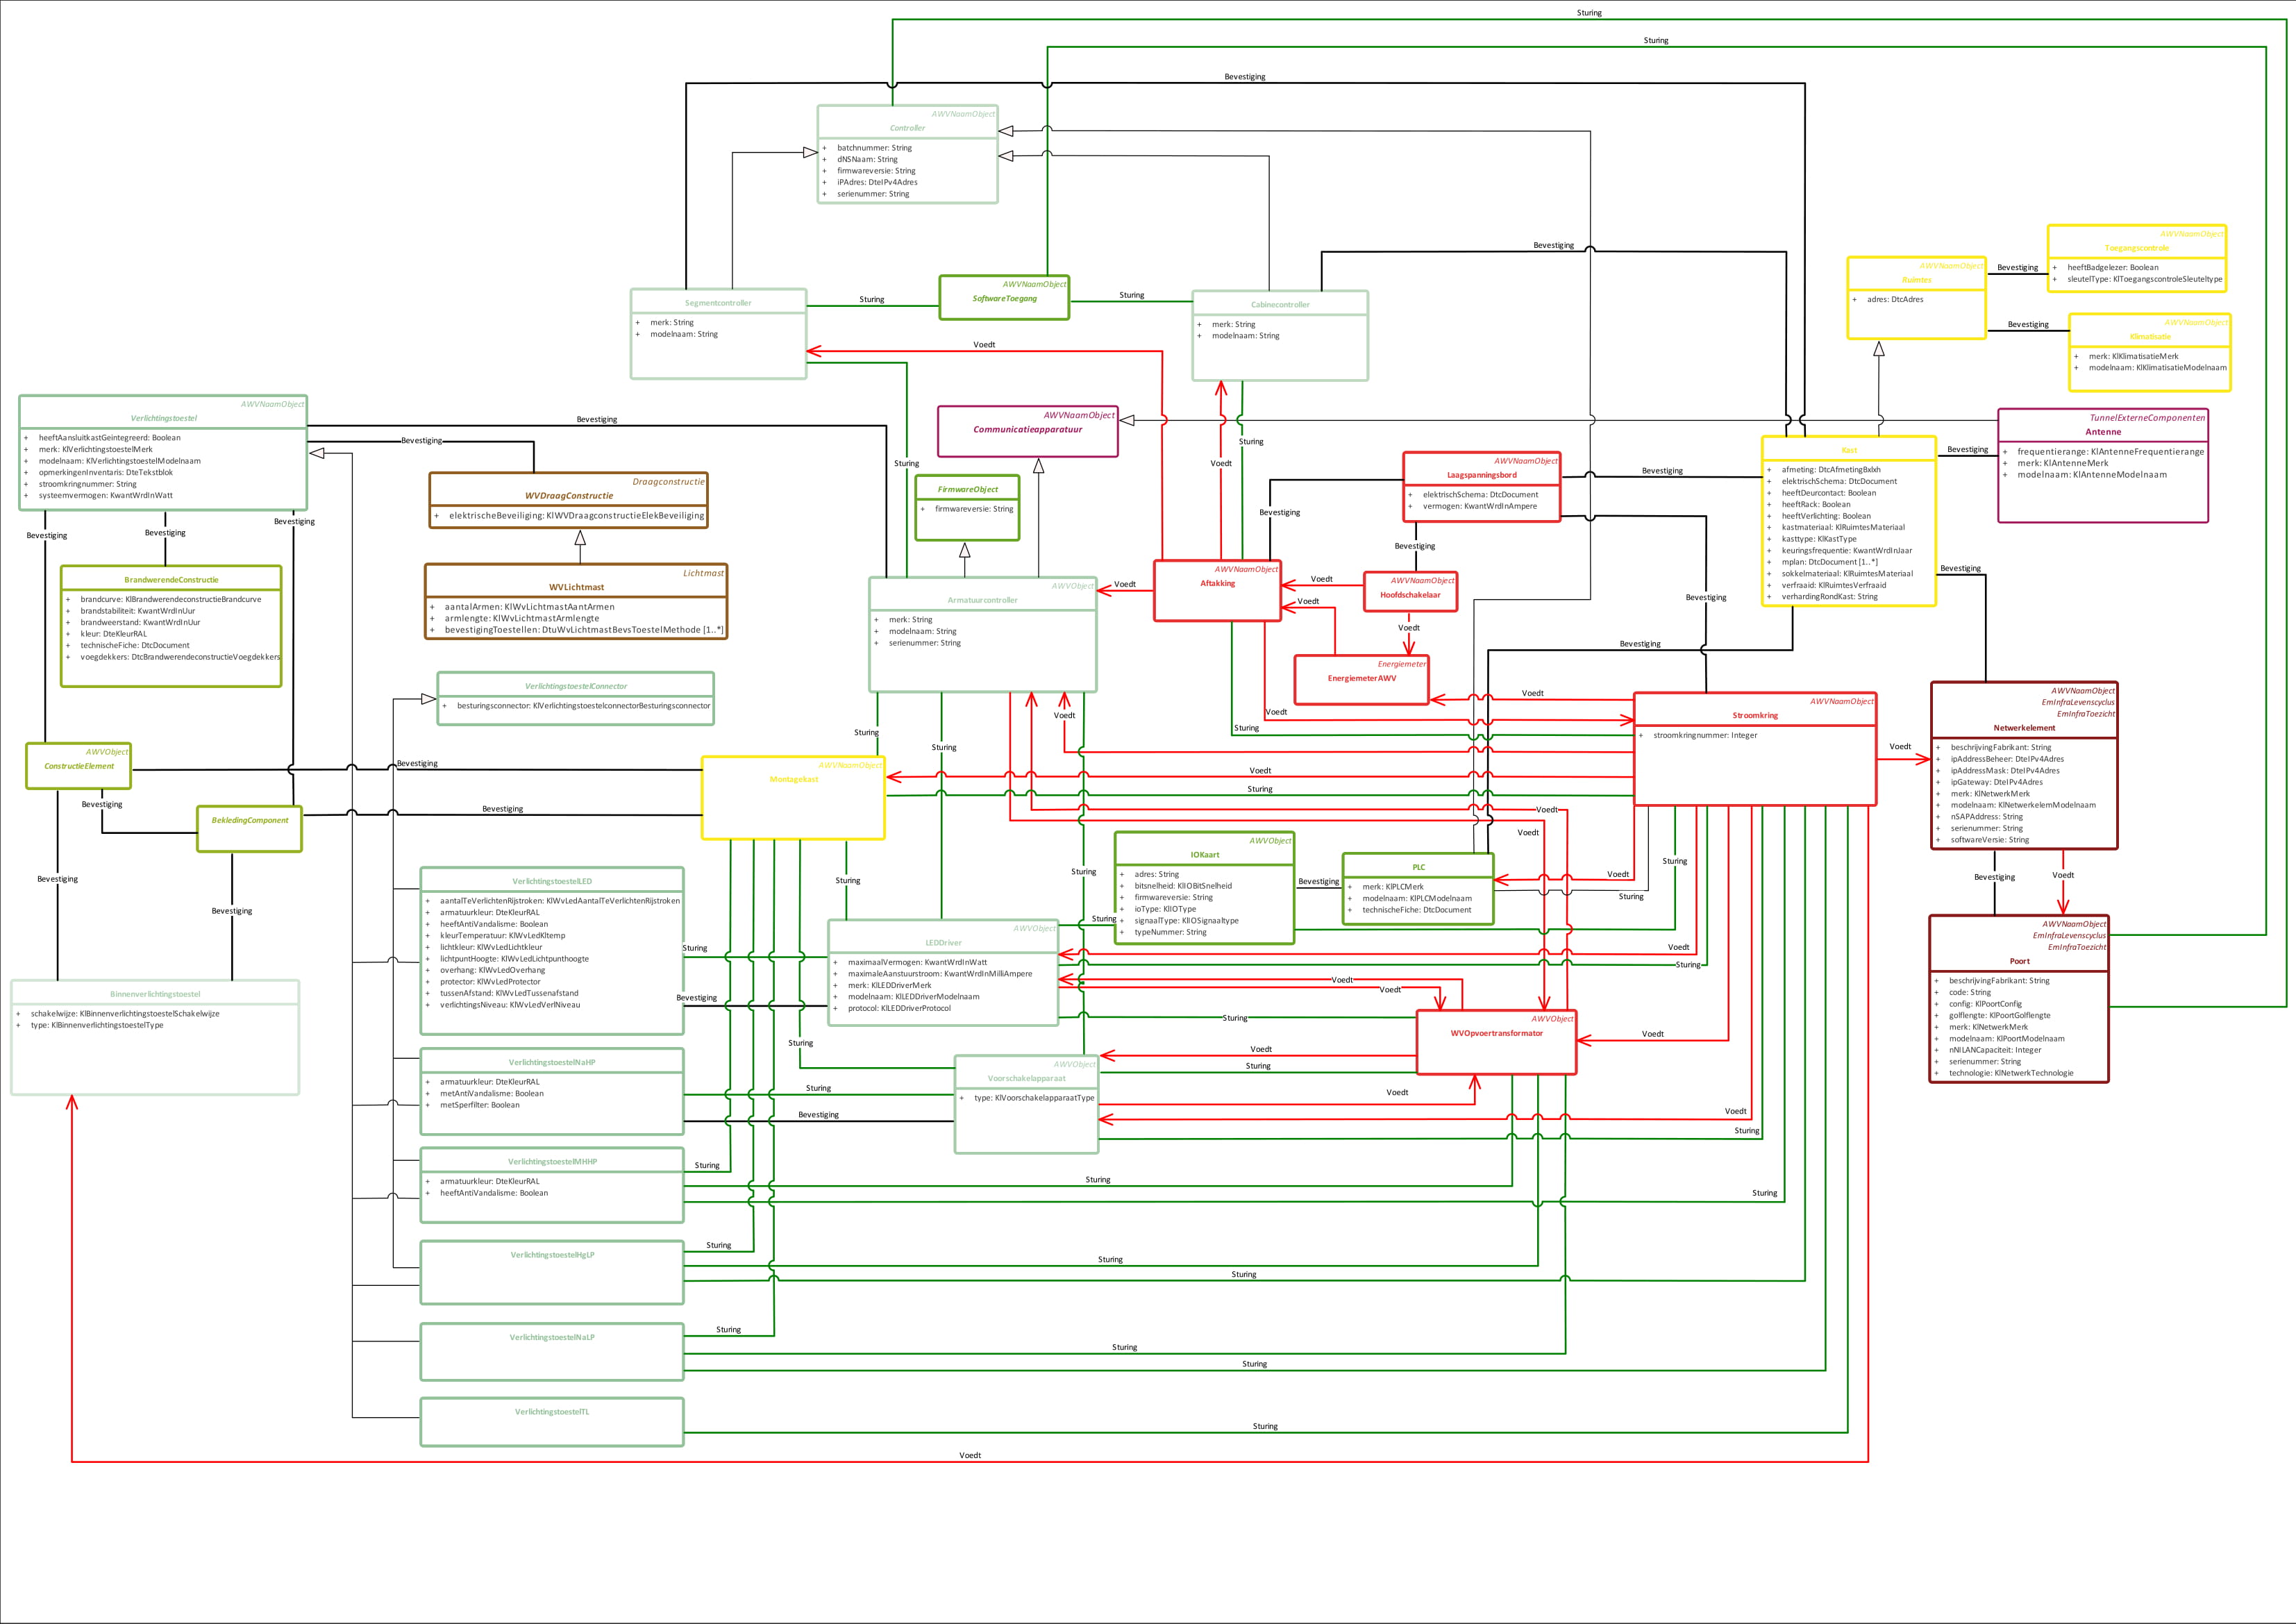 Sturing
Sturing
Bevestiging
AWVNaamObject
Controller
+ batchnummer: String
+ dNSNaam: String
+ firmwareversie: String
+ iPAdres: DteIPv4Adres
+ serienummer: String
Bevestiging
AWVNaamObject
Toegangscontrole
+ heeftBadgelezer: Boolean
+ sleutelType: KlToegangscontroleSleuteltype
AWVNaamObject
Ruimtes
+ adres: DtcAdres
Bevestiging
Bevestiging
AWVNaamObject
Klimatisatie
+ merk: KlKlimatisatieMerk
+ modelnaam: KlKlimatisatieModelnaam
Segmentcontroller
+ merk: String
+ modelnaam: String
Sturing
AWVNaamObject
SoftwareToegang
Sturing
Cabinecontroller
+ merk: String
+ modelnaam: String
Voedt
AWVNaamObject
Verlichtingstoestel
+ heeftAansluitkastGeintegreerd: Boolean
+ merk: KlVerlichtingstoestelMerk
+ modelnaam: KlVerlichtingstoestelModelnaam
+ opmerkingenInventaris: DteTekstblok
+ stroomkringnummer: String
+ systeemvermogen: KwantWrdInWatt
Bevestiging
Bevestiging
AWVNaamObject
Communicatieapparatuur
TunnelExterneComponenten
Antenne
+ frequentierange: KlAntenneFrequentierange
+ merk: KlAntenneMerk
+ modelnaam: KlAntenneModelnaam
Sturing
Sturing
Voedt
Draagconstructie
WVDraagConstructie
+ elektrischeBeveiliging: KlWVDraagconstructieElekBeveiliging
FirmwareObject
+ firmwareversie: String
AWVNaamObject
Laagspanningsbord
+ elektrischSchema: DtcDocument
+ vermogen: KwantWrdInAmpere
Bevestiging
Kast
+ afmeting: DtcAfmetingBxlxh
+ elektrischSchema: DtcDocument
+ heeftDeurcontact: Boolean
+ heeftRack: Boolean
+ heeftVerlichting: Boolean
+ kastmateriaal: KlRuimtesMateriaal
+ kasttype: KlKastType
+ keuringsfrequentie: KwantWrdInJaar
+ mplan: DtcDocument [1..*]
+ sokkelmateriaal: KlRuimtesMateriaal
+ verfraaid: KlRuimtesVerfraaid
+ verhardingRondKast: String
Bevestiging
Bevestiging
Bevestiging
Bevestiging
Bevestiging
Bevestiging
Bevestiging
Bevestiging
Bevestiging
BrandwerendeConstructie
+ brandcurve: KlBrandwerendeconstructieBrandcurve
+ brandstabiliteit: KwantWrdInUur
+ brandweerstand: KwantWrdInUur
+ kleur: DteKleurRAL
+ technischeFiche: DtcDocument
+ voegdekkers: DtcBrandwerendeconstructieVoegdekkers
Lichtmast
WVLichtmast
+ aantalArmen: KlWvLichtmastAantArmen
+ armlengte: KlWvLichtmastArmlengte
+ bevestigingToestellen: DtuWvLichtmastBevsToestelMethode [1..*]
AWVObject
Armatuurcontroller
+ merk: String
+ modelnaam: String
+ serienummer: String
Voedt
AWVNaamObject
Aftakking
Voedt
Voedt
AWVNaamObject
Hoofdschakelaar
Voedt
Energiemeter
EnergiemeterAWV
Bevestiging
VerlichtingstoestelConnector
+ besturingsconnector: KlVerlichtingstoestelconnectorBesturingsconnector
Voedt
Voedt
Voedt
Sturing
AWVNaamObject
Stroomkring
+ stroomkringnummer: Integer
Voedt
AWVNaamObject
EmInfraLevenscyclus
EmInfraToezicht
Netwerkelement
+ beschrijvingFabrikant: String
+ ipAddressBeheer: DteIPv4Adres
+ ipAddressMask: DteIPv4Adres
+ ipGateway: DteIPv4Adres
+ merk: KlNetwerkMerk
+ modelnaam: KlNetwerkelemModelnaam
+ nSAPAddress: String
+ serienummer: String
+ softwareVersie: String
Sturing
Sturing
AWVObject
ConstructieElement
Bevestiging
AWVNaamObject
Montagekast
Voedt
Sturing
Voedt
Voedt
Bevestiging
BekledingComponent
Bevestiging
Bevestiging
Bevestiging
Sturing
Sturing
AWVObject
IOKaart
+ adres: String
+ bitsnelheid: KlIOBitSnelheid
+ firmwareversie: String
+ ioType: KlIOType
+ signaalType: KlIOSignaaltype
+ typeNummer: String
Bevestiging
PLC
+ merk: KlPLCMerk
+ modelnaam: KlPLCModelnaam
+ technischeFiche: DtcDocument
Voedt
Sturing
Sturing
Bevestiging
Voedt
VerlichtingstoestelLED
+ aantalTeVerlichtenRijstroken: KlWvLedAantalTeVerlichtenRijstroken
+ armatuurkleur: DteKleurRAL
+ heeftAntiVandalisme: Boolean
+ kleurTemperatuur: KlWvLedKltemp
+ lichtkleur: KlWvLedLichtkleur
+ lichtpuntHoogte: KlWvLedLichtpunthoogte
+ overhang: KlWvLedOverhang
+ protector: KlWvLedProtector
+ tussenAfstand: KlWvLedTussenafstand
+ verlichtingsNiveau: KlWvLedVerlNiveau
Sturing
Bevestiging
Sturing
AWVObject
LEDDriver
+ maximaalVermogen: KwantWrdInWatt
+ maximaleAanstuurstroom: KwantWrdInMilliAmpere
+ merk: KlLEDDriverMerk
+ modelnaam: KlLEDDriverModelnaam
+ protocol: KlLEDDriverProtocol
Voedt
Sturing
Voedt
Voedt
Sturing
AWVObject
WVOpvoertransformator
Voedt
AWVNaamObject
EmInfraLevenscyclus
EmInfraToezicht
Poort
+ beschrijvingFabrikant: String
+ code: String
+ config: KlPoortConfig
+ golflengte: KlPoortGolflengte
+ merk: KlNetwerkMerk
+ modelnaam: KlPoortModelnaam
+ nNILANCapaciteit: Integer
+ serienummer: String
+ technologie: KlNetwerkTechnologie
Binnenverlichtingstoestel
+ schakelwijze: KlBinnenverlichtingstoestelSchakelwijze
+ type: KlBinnenverlichtingstoestelType
Sturing
VerlichtingstoestelNaHP
+ armatuurkleur: DteKleurRAL
+ metAntiVandalisme: Boolean
+ metSperfilter: Boolean
Sturing
Bevestiging
AWVObject
Voorschakelapparaat
+ type: KlVoorschakelapparaatType
Voedt
Sturing
Voedt
Voedt
Sturing
VerlichtingstoestelMHHP
+ armatuurkleur: DteKleurRAL
+ heeftAntiVandalisme: Boolean
Sturing
Sturing
Sturing
VerlichtingstoestelHgLP
Sturing
Sturing
Sturing
VerlichtingstoestelNaLP
Sturing
Sturing
Sturing
VerlichtingstoestelTL
Sturing
Voedt